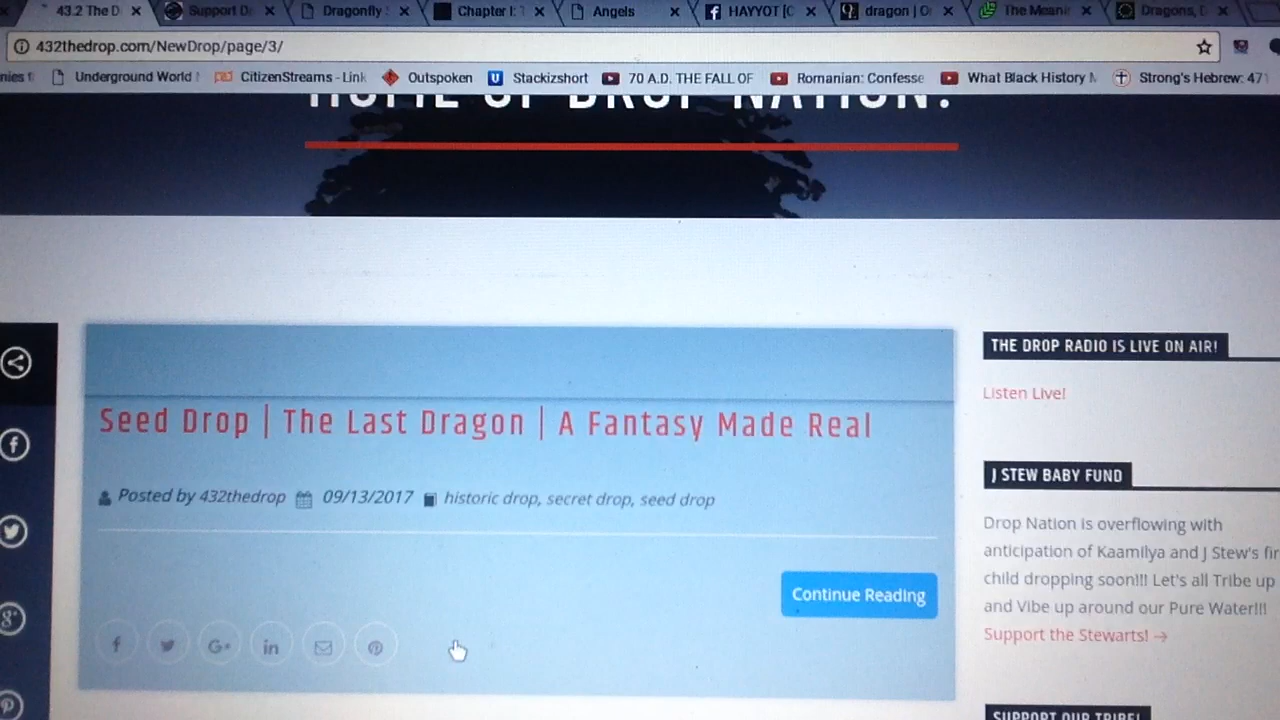 43.2 The D
Support D
Dragonfly
Chapter I:
Angels
HAYYOT [
dragon | O
The Meani
Dragons,
432thedrop.com/NewDrop/page/3/
nies
Underground World
CitizenStreams - Link
Outspoken
Stackizshort
70 A.D. THE FALL OF
Romanian: Confesse
What Black History
Strong's Hebrew: 47
HOME OF DROP NATION!
Seed Drop | The Last Dragon | A Fantasy Made Real
Posted by 432thedrop 09/13/2017 historic drop, secret drop, seed drop
Continue Reading
THE DROP RADIO IS LIVE ON AIR!
Listen Live!
J STEW BABY FUND
Drop Nation is overflowing with
anticipation of Kaamilya and J Stew's fir
child dropping soon!!! Let's all Tribe up
and Vibe up around our Pure Water!!!
Support the Stewarts! →
SUPPORT OUR TRIBE!